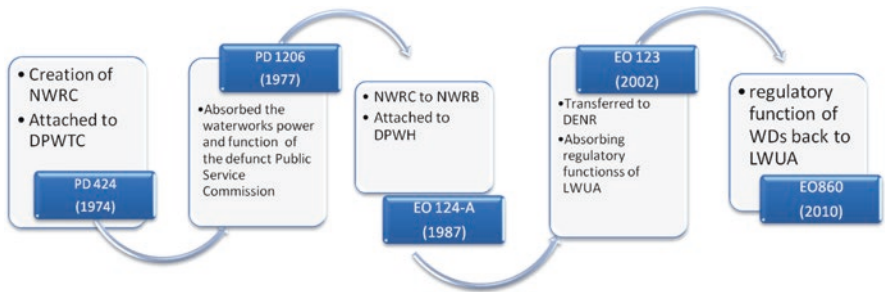 • Creation of
NWRC
• Attached to
DPWTC
PD 424
(1974)
PD 1206
(1977)
•Absorbed the
waterworks power
and function of
the defunct Public
Service
Commission
• NWRC to NWRB
• Attached to
DPWH
EO 124-A
(1987)
EO 123
(2002)
•Transferred to
DENR
•Absorbing
regulatory
functionss of
LWUA
• regulatory
function of
WDs back to
LWUA
EO860
(2010)